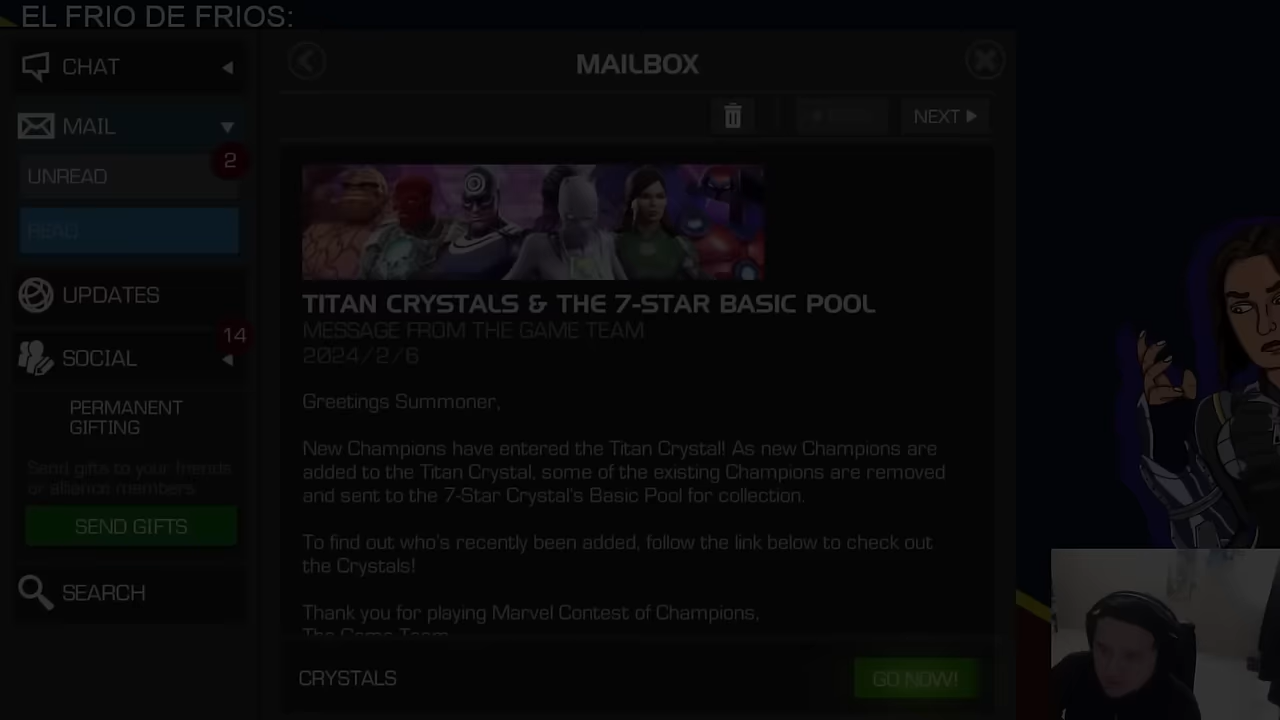 EL FRIO DE FRIOS:
CHAT
MAIL
2
UNREAD
READ
UPDATES
14
SOCIAL
PERMANENT
GIFTING
Send gifts to your friends
or alliance members.
SEND GIFTS
SEARCH
MAILBOX
NEXT
TITAN CRYSTALS & THE 7-STAR BASIC POOL
MESSAGE FROM THE GAME TEAM
2024/2/6
Greetings Summoner,
New Champions have entered the Titan Crystal! As new Champions are
added to the Titan Crystal, some of the existing Champions are removed
and sent to the 7-Star Crystal's Basic Pool for collection.
To find out who's recently been added, follow the link below to check out
the Crystals!
Thank you for playing Marvel Contest of Champions,
The Game Team
CRYSTALS
GO NOW!